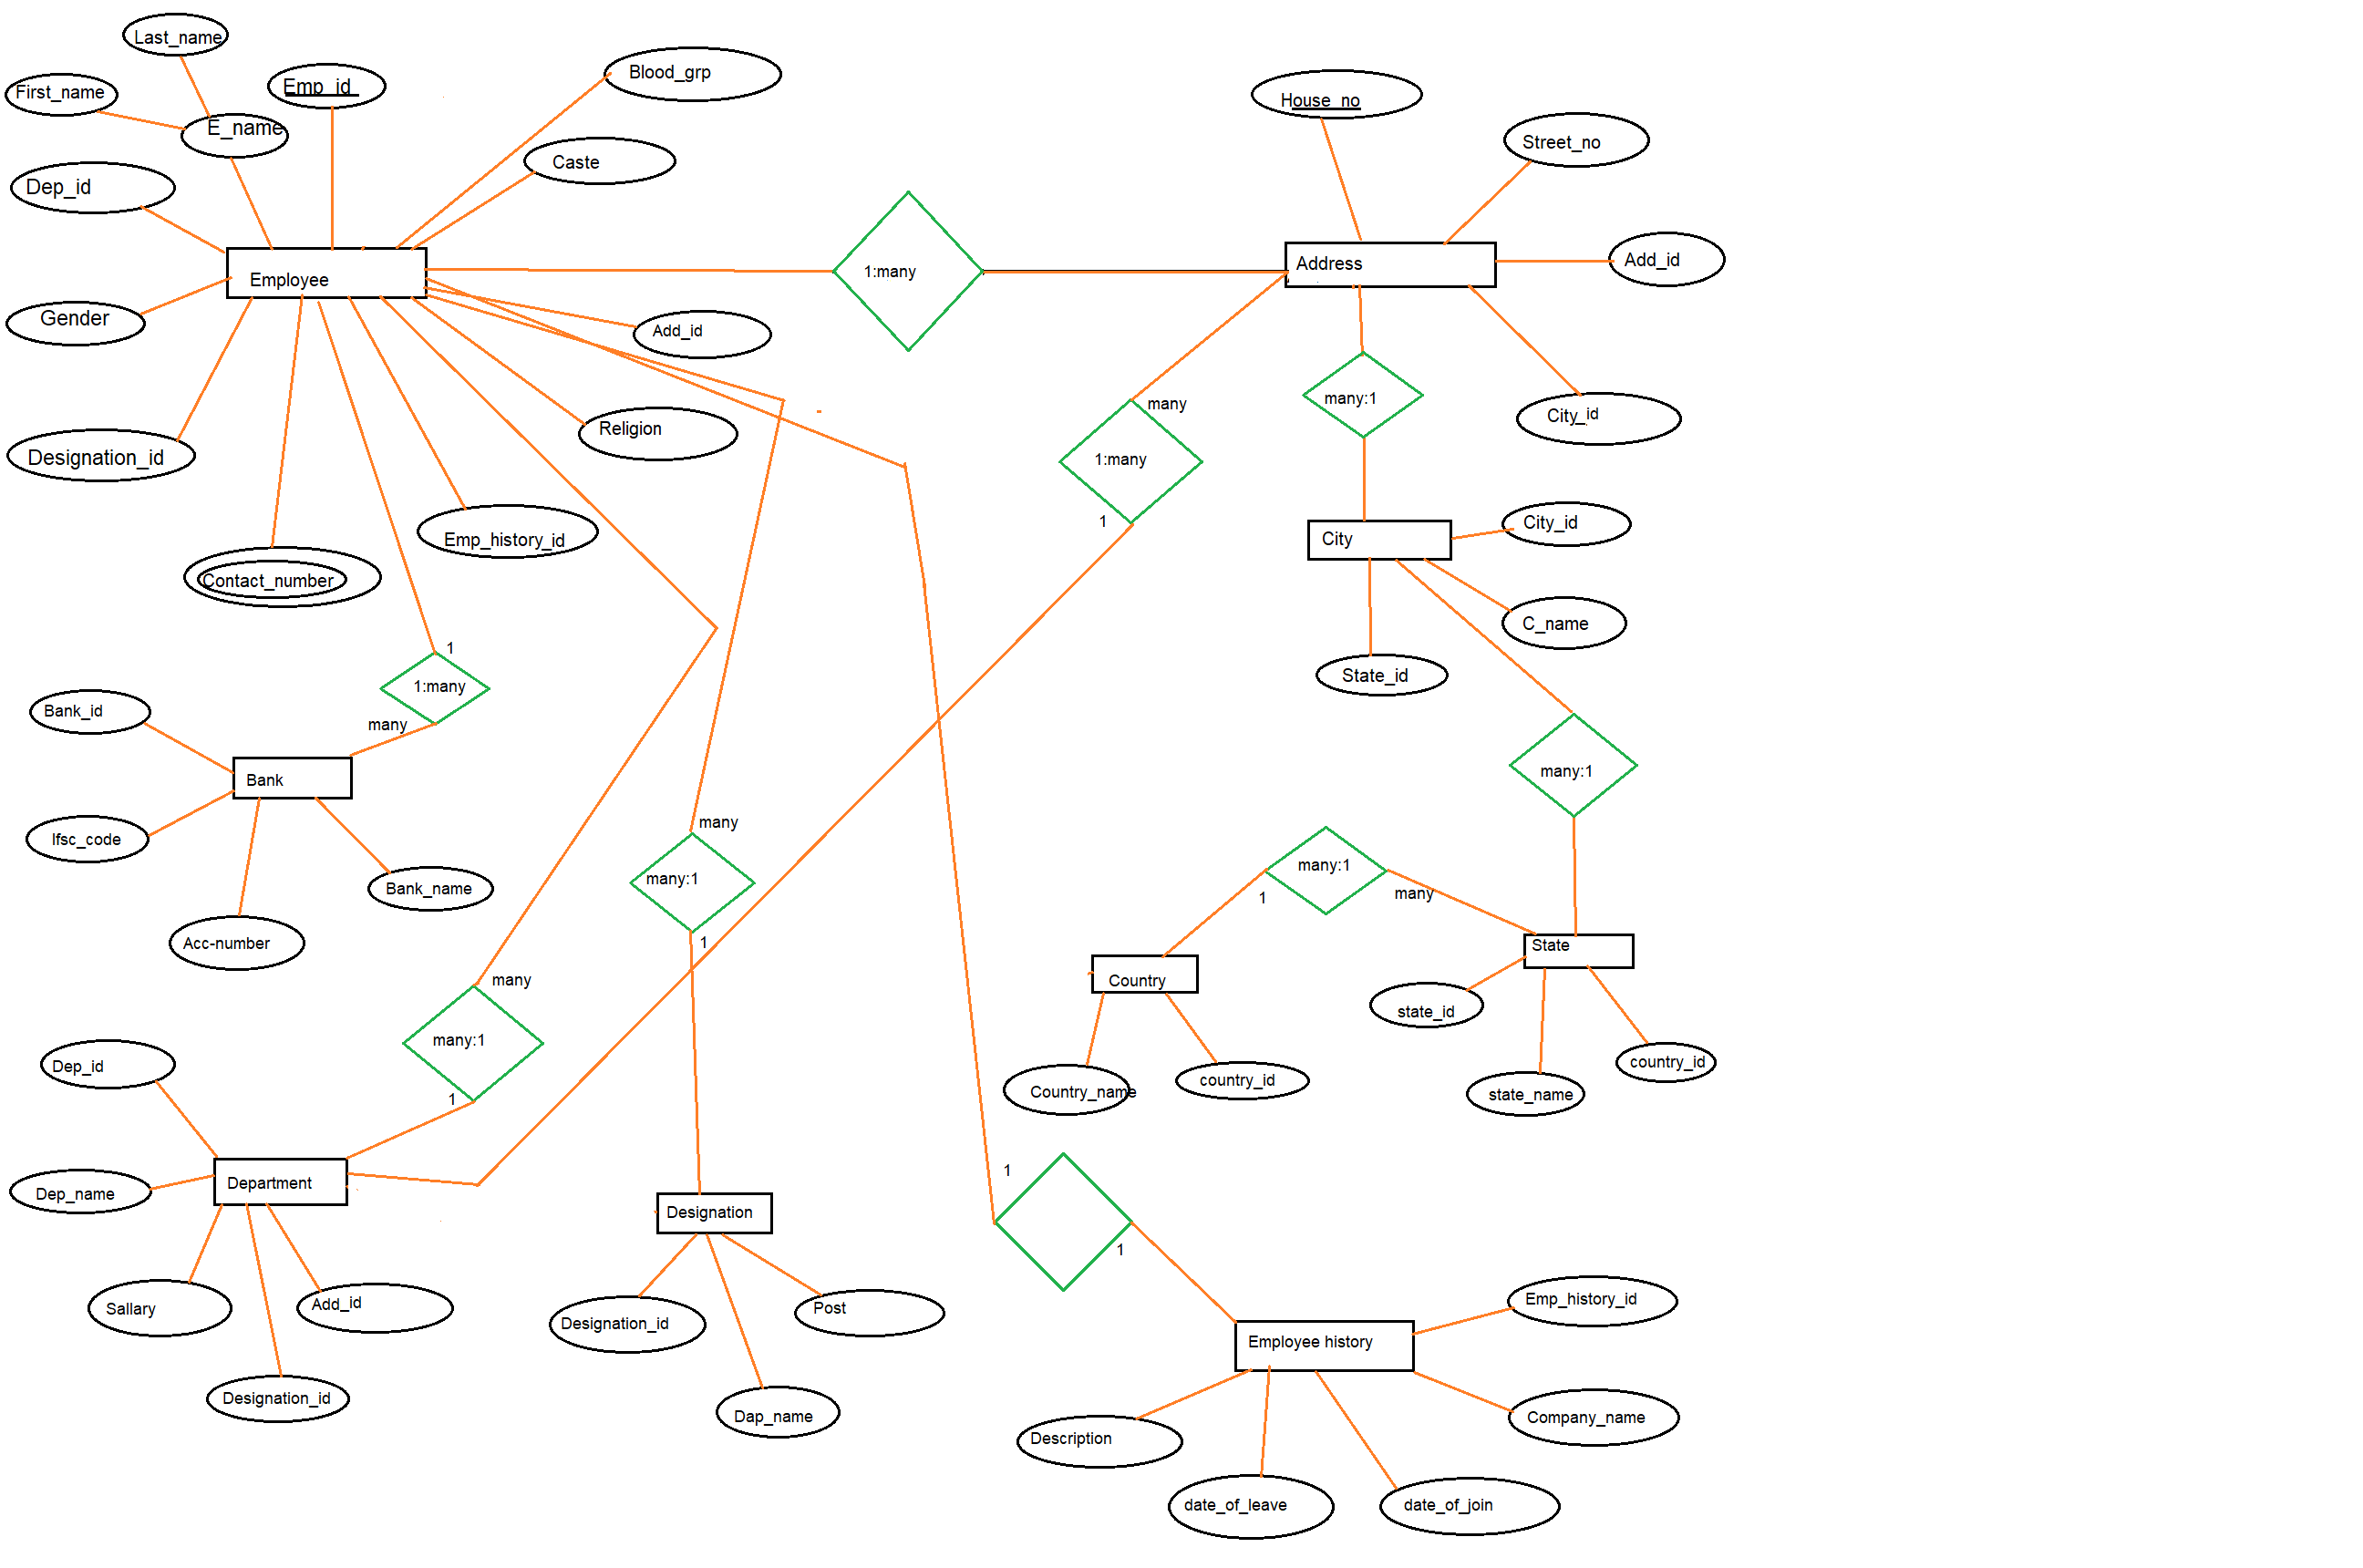 Last_name
First_name
Emp_id
E_name
Blood_grp
Caste
Dep_id
Employee
Gender
Designation_id
Contact_number
Emp_history_id
Religion
Add_id
1:many
House_no
Street_no
Address
Add_id
City_id
many:1
many
1:many
1
City
City_id
C_name
State_id
many:1
1
1:many
many
Bank_id
Bank
Ifsc_code
Bank_name
Acc-number
many
many:1
1
many
many:1
1
many:1
1
many
State
Country
state_id
country_id
state_name
Country_name
country_id
Dep_id
Dep_name
Department
Sallary
Add_id
Designation_id
Designation
Designation_id
Post
Dap_name
1
1
Employee history
Emp_history_id
Company_name
Description
date_of_leave
date_of_join